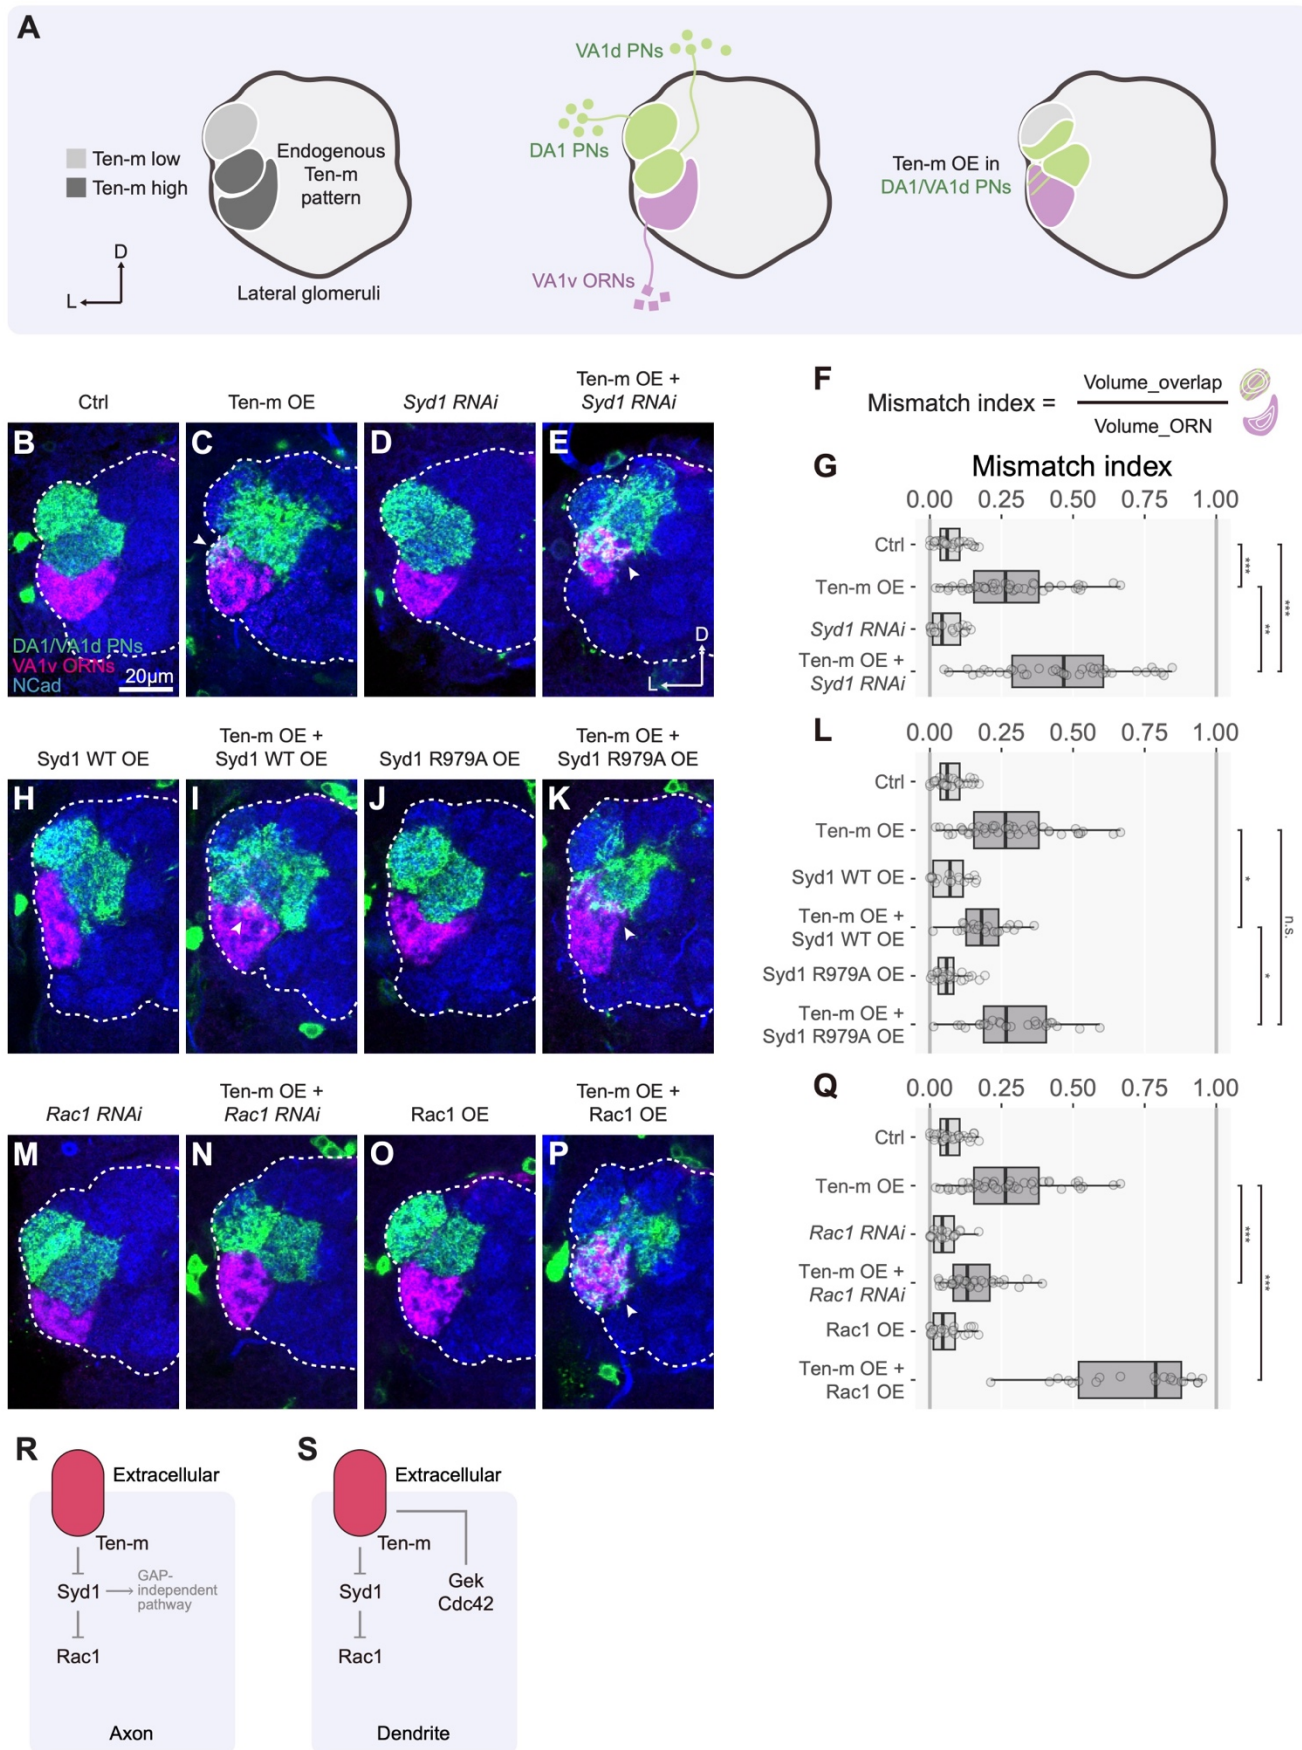 A
Ten-m low
Ten-m high
Endogenous
Ten-m
pattern
D
L
Lateral glomeruli
VA1d PNs
DA1 PNs
VA1v ORNs
Ten-m OE in
DA1/VA1d PNs
Ctrl
Ten-m OE
Syd1 RNAi
Ten-m OE +
Syd1 RNAi
B
DA1/VA1d PNs
VA1v ORNs
NCad
20µm
C
D
E
D
L
F
Mismatch index =
Volume_overlap
Volume_ORN
G
Mismatch index
0.00 0.25 0.50 0.75 1.00
Ctrl
Ten-m OE
Syd1 RNAi
Ten-m OE +
Syd1 RNAi
***
**
***
Syd1 WT OE
Ten-m OE +
Syd1 WT OE
Syd1 R979A OE
Ten-m OE +
Syd1 R979A OE
H
I
J
K
L
0.00 0.25 0.50 0.75 1.00
Ctrl
Ten-m OE
Syd1 WT OE
Ten-m OE +
Syd1 WT OE
Syd1 R979A OE
Ten-m OE +
Syd1 R979A OE
*
*
n.s.
Rac1 RNAi
Ten-m OE +
Rac1 RNAi
Rac1 OE
Ten-m OE +
Rac1 OE
M
N
O
P
Q
0.00 0.25 0.50 0.75 1.00
Ctrl
Ten-m OE
Rac1 RNAi
Ten-m OE +
Rac1 RNAi
Rac1 OE
Ten-m OE +
Rac1 OE
***
***
R
Extracellular
Ten-m
Syd1
GAP-
independent
pathway
Rac1
Axon
S
Extracellular
Ten-m
Syd1
Gek
Cdc42
Rac1
Dendrite